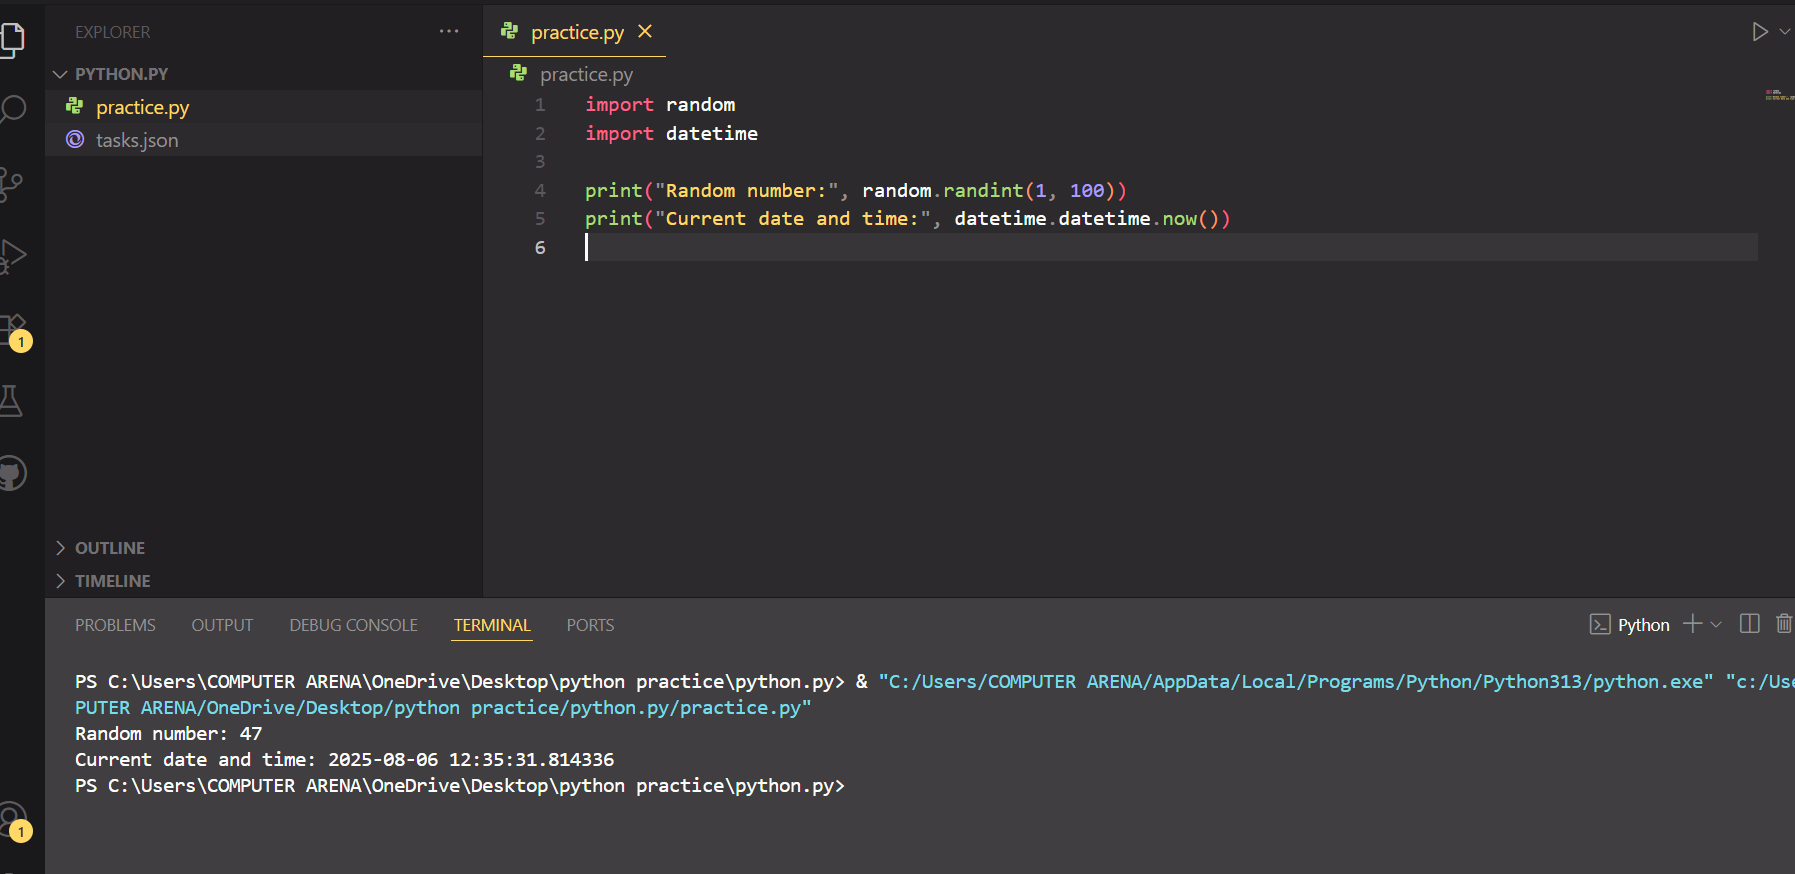 EXPLORER ···
PYTHON.PY
practice.py
tasks.json
OUTLINE
TIMELINE
1
1
practice.py
practice.py
1 import random
2 import datetime
3
4 print("Random number:", random.randint(1, 100))
5 print("Current date and time:", datetime.datetime.now())
6
PROBLEMS OUTPUT DEBUG CONSOLE TERMINAL PORTS Python
PS C:\Users\COMPUTER ARENA\OneDrive\Desktop\python practice\python.py> & "C:/Users/COMPUTER ARENA/AppData/Local/Programs/Python/Python313/python.exe" "c:/Use
PUTER ARENA/OneDrive/Desktop/python practice/python.py/practice.py"
Random number: 47
Current date and time: 2025-08-06 12:35:31.814336
PS C:\Users\COMPUTER ARENA\OneDrive\Desktop\python practice\python.py>